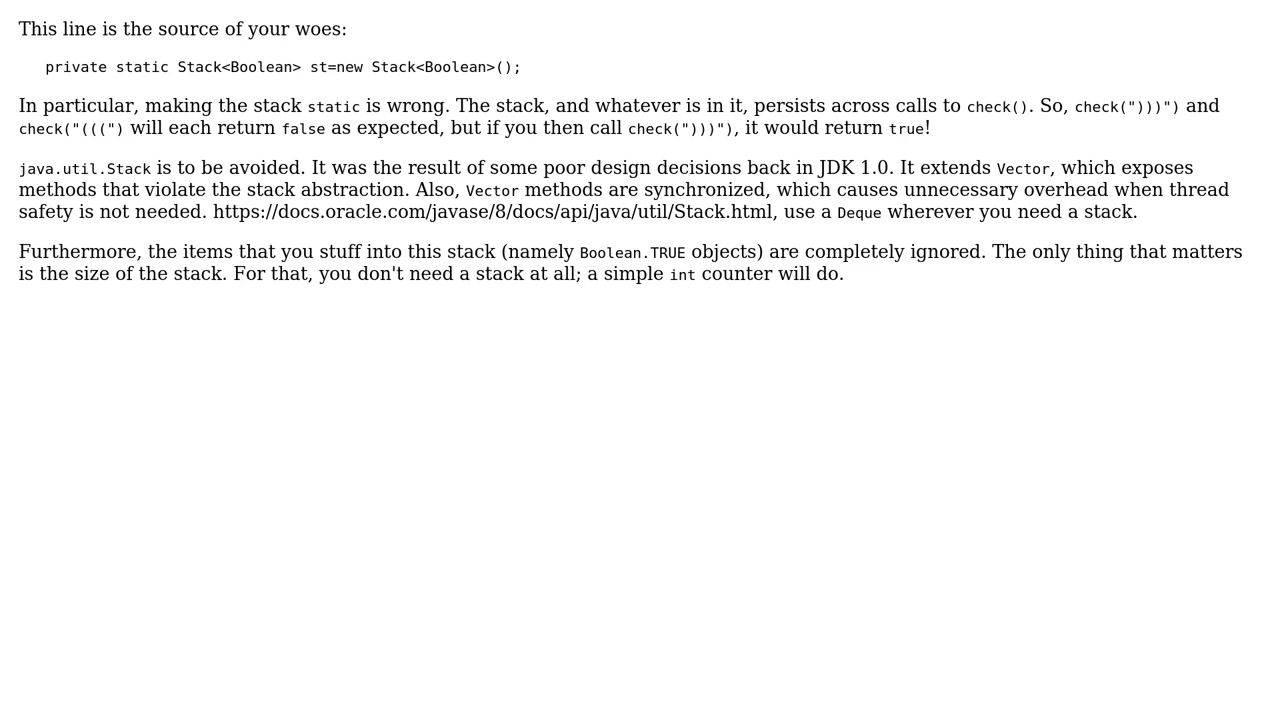 This line is the source of your woes:
private static Stack<Boolean> st=new Stack<Boolean>();
In particular, making the stack static is wrong. The stack, and whatever is in it, persists across calls to check(). So, check(")))") and
check("(((") will each return false as expected, but if you then call check(")))"), it would return true!
java.util.Stack is to be avoided. It was the result of some poor design decisions back in JDK 1.0. It extends Vector, which exposes
methods that violate the stack abstraction. Also, Vector methods are synchronized, which causes unnecessary overhead when thread
safety is not needed. https://docs.oracle.com/javase/8/docs/api/java/util/Stack.html, use a Deque wherever you need a stack.
Furthermore, the items that you stuff into this stack (namely Boolean.TRUE objects) are completely ignored. The only thing that matters
is the size of the stack. For that, you don't need a stack at all; a simple int counter will do.